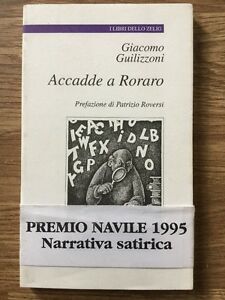 I LIBRI DELLO ZELIG
Giacomo
Guilizzoni
Accadde a Roraro
Prefazione di Patrizio Roversi
PREMIO NAVILE 1995
Narrativa satirica